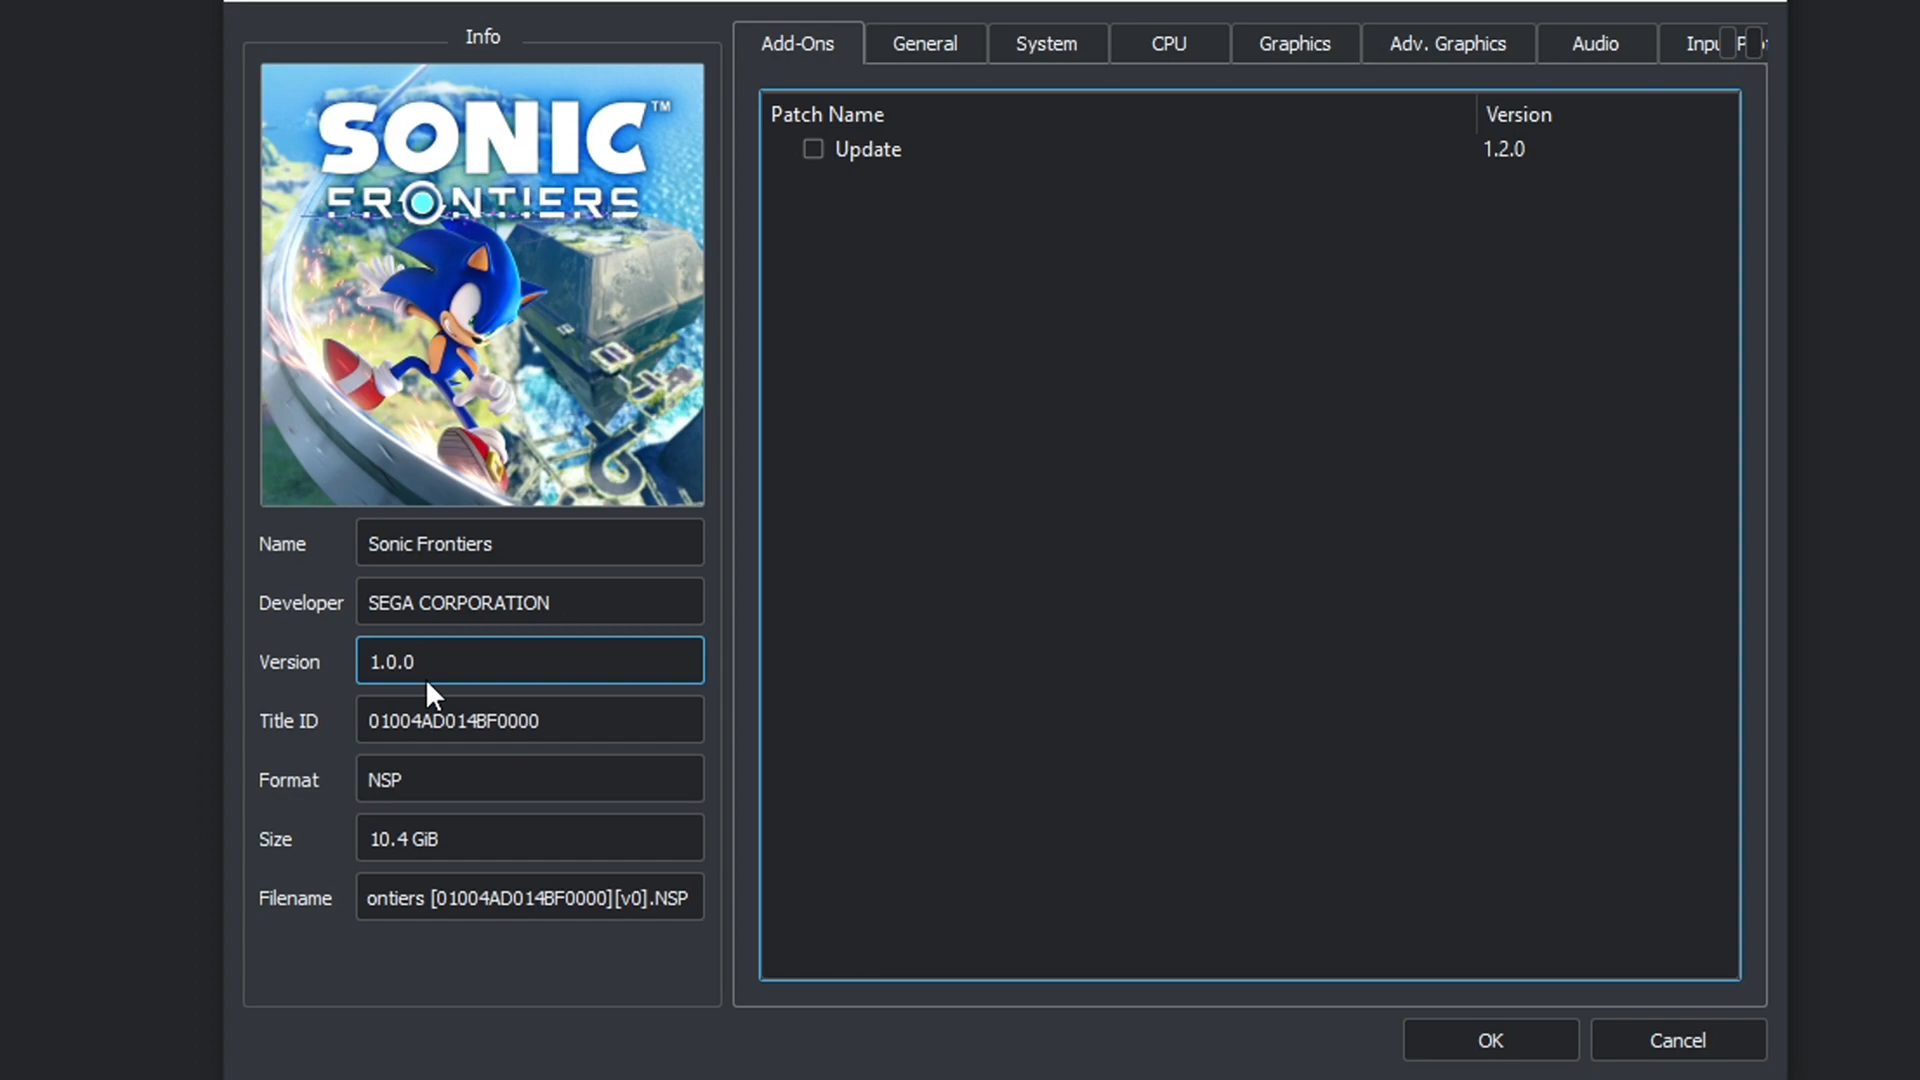 Info
SONIC™
FRONTIERS
Name Sonic Frontiers
Developer SEGA CORPORATION
Version 1.0.0
Title ID 01004AD014BF0000
Format NSP
Size 10.4 GiB
Filename ontiers [01004AD014BF0000][v0].NSP
Add-Ons General System CPU Graphics Adv. Graphics Audio Inpu
Patch Name Version
Update 1.2.0
OK Cancel